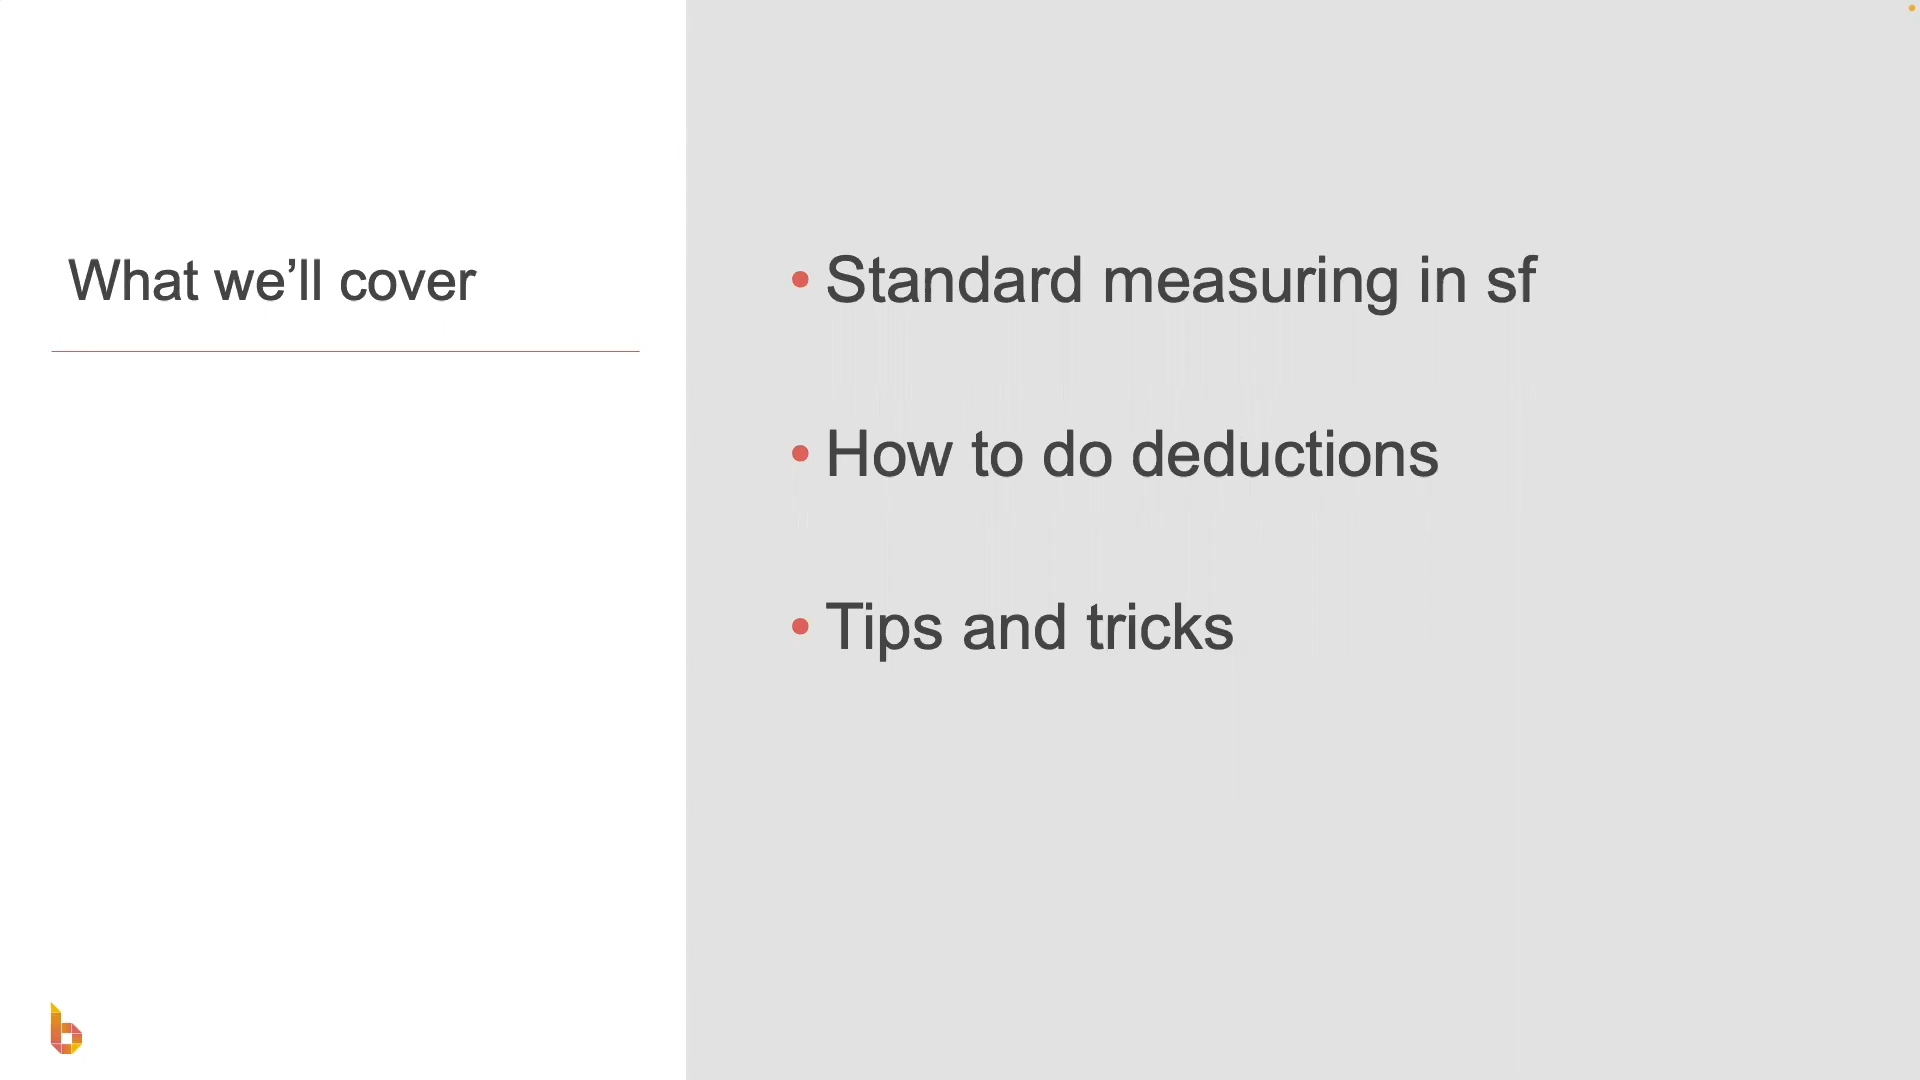 What we’ll cover
• Standard measuring in sf
• How to do deductions
• Tips and tricks